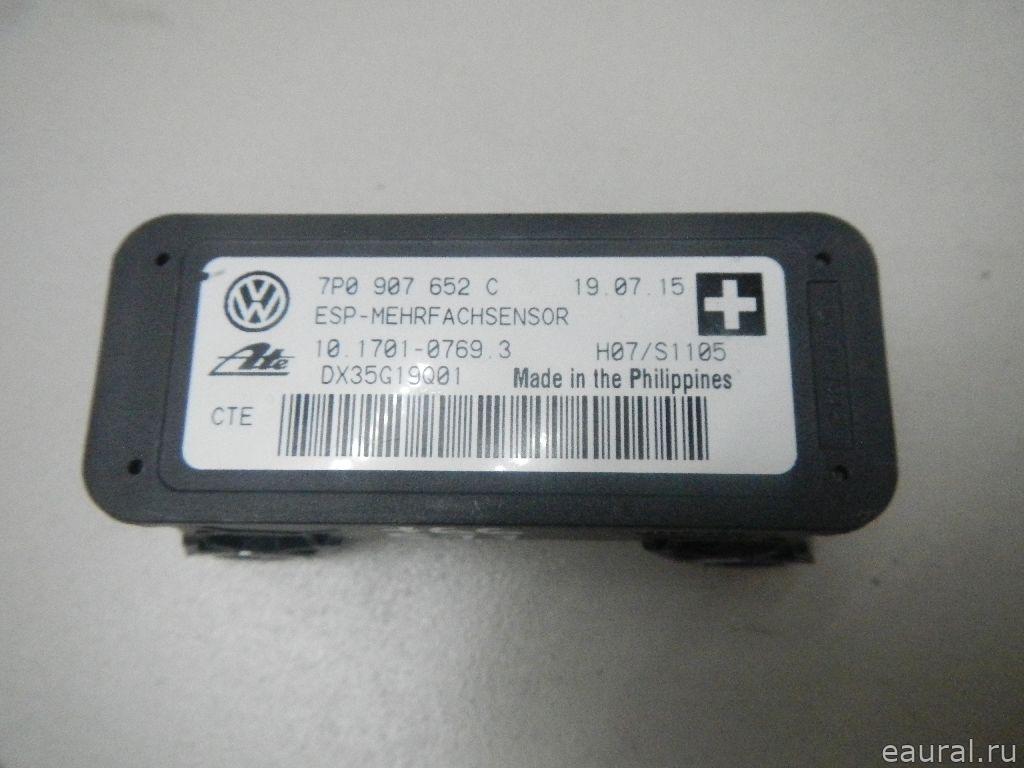 7P0 907 652 C 19.07.15
ESP-MEHRFACHSENSOR
Ate 10.1701-0769.3 H07/S1105
DX35G19Q01 Made in the Philippines
CTE
eaural.ru